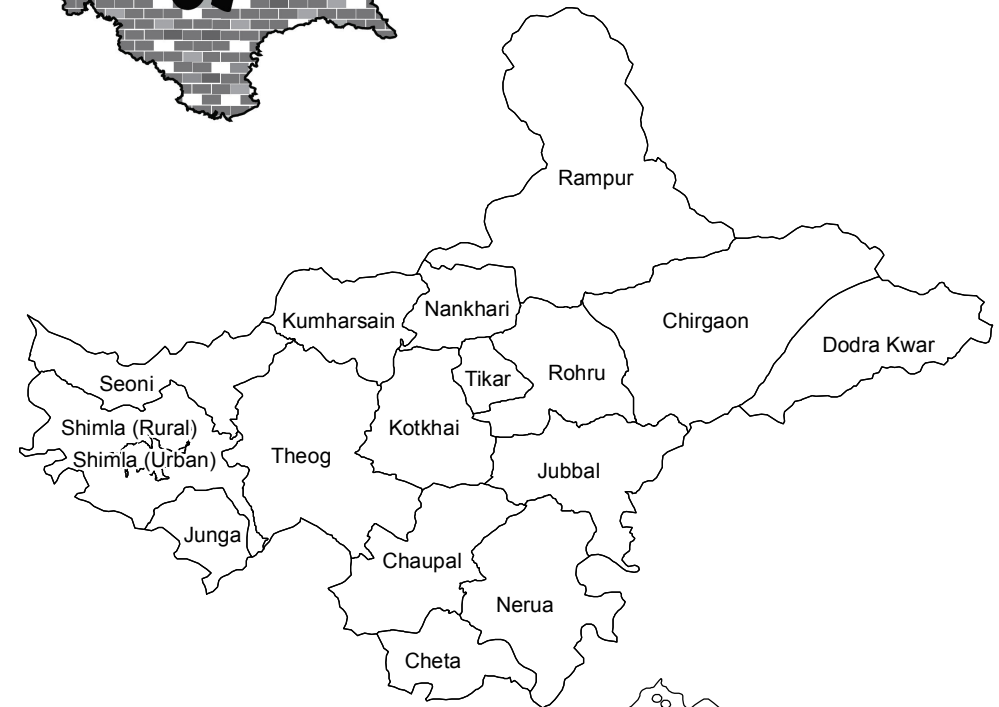 Rampur
Nankhari
Kumharsain
Chirgaon
Dodra Kwar
Seoni
Tikar
Rohru
Shimla (Rural)
Kotkhai
Shimla (Urban)
Theog
Jubbal
Junga
Chaupal
Nerua
Cheta